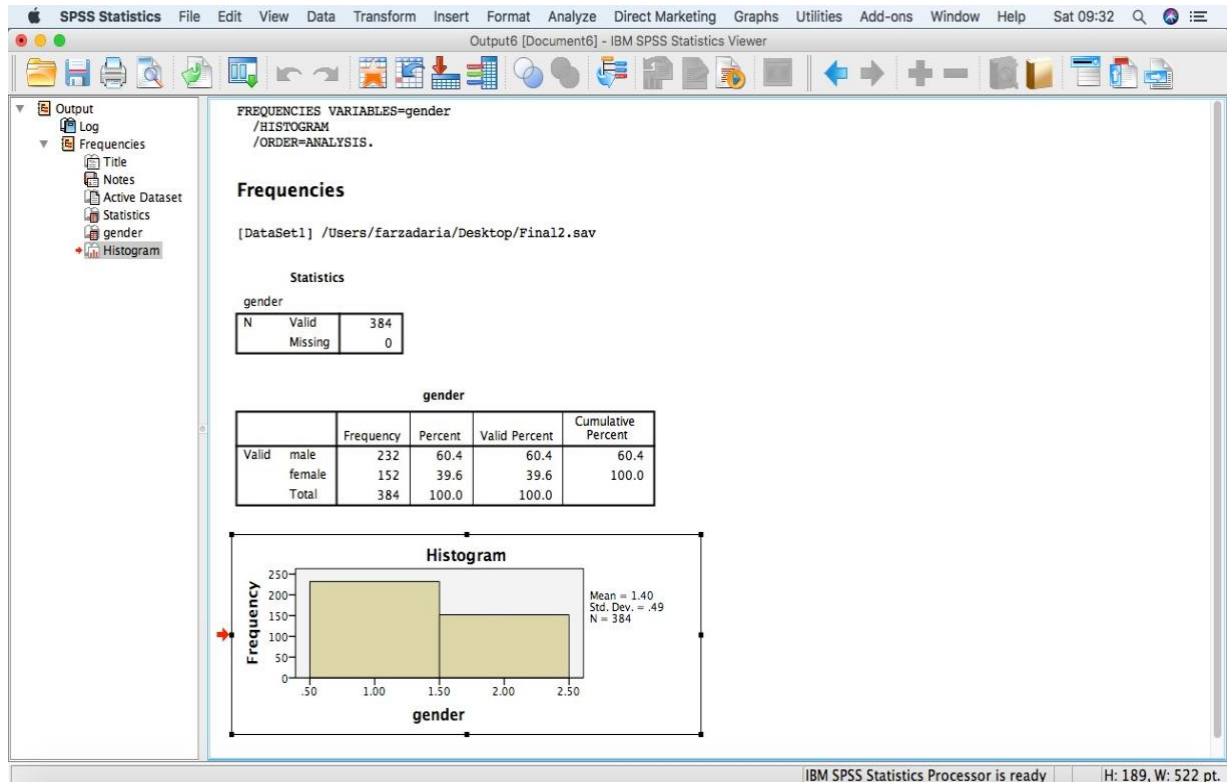 SPSS Statistics File Edit View Data Transform Insert Format Analyze Direct Marketing Graphs Utilities Add-ons Window Help Sat 09:32
Output6 [Document6] - IBM SPSS Statistics Viewer
Output
Log
Frequencies
Title
Notes
Active Dataset
Statistics
gender
Histogram
FREQUENCIES VARIABLES=gender
/HISTOGRAM
/ORDER=ANALYSIS.
Frequencies
[DataSet1] /Users/farzadaria/Desktop/Final2.sav
Statistics
gender
N Valid 384
Missing 0
gender
Frequency Percent Valid Percent Cumulative Percent
Valid male 232 60.4 60.4 60.4
female 152 39.6 39.6 100.0
Total 384 100.0 100.0
Histogram
Frequency
250
200
150
100
50
0
.50 1.00 1.50 2.00 2.50
gender
Mean = 1.40
Std. Dev. = .49
N = 384
IBM SPSS Statistics Processor is ready H: 189, W: 522 pt.